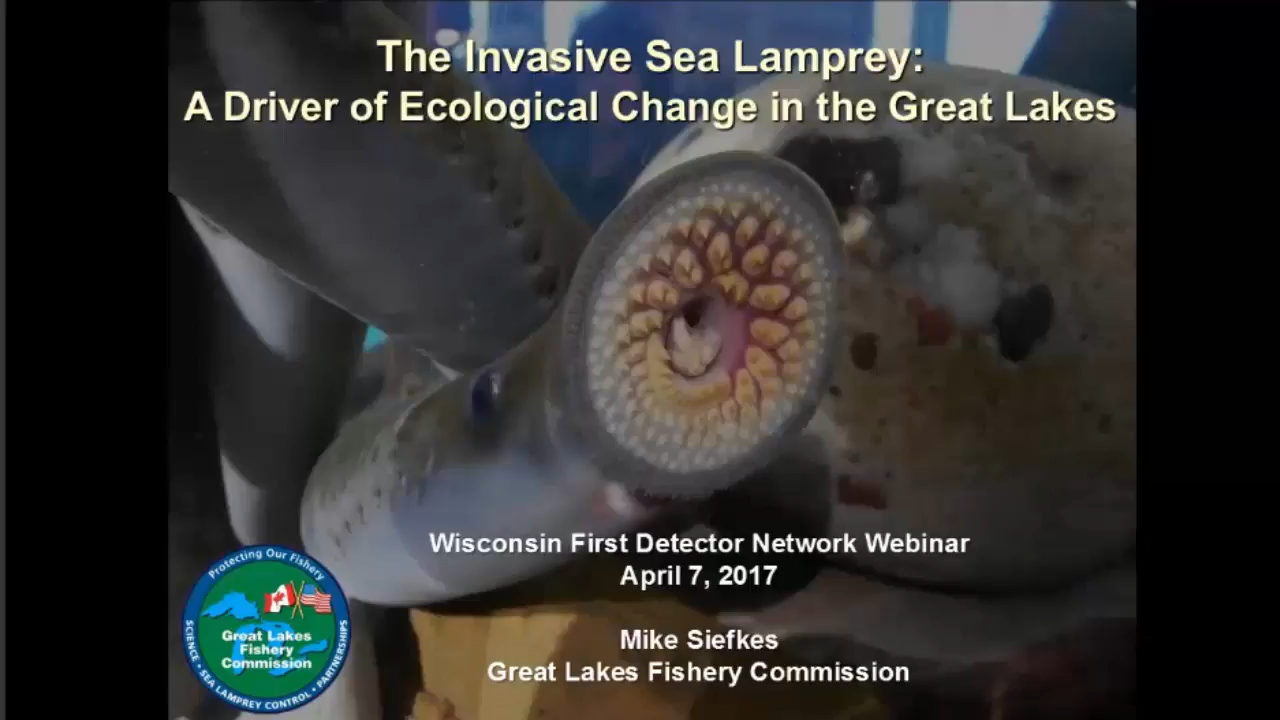 The Invasive Sea Lamprey:
A Driver of Ecological Change in the Great Lakes
Wisconsin First Detector Network Webinar
April 7, 2017
Mike Siefkes
Great Lakes Fishery Commission
Protecting Our Fishery
Great Lakes
Fishery
Commission
SCIENCE • SEA LAMPREY CONTROL • PARTNERSHIPS